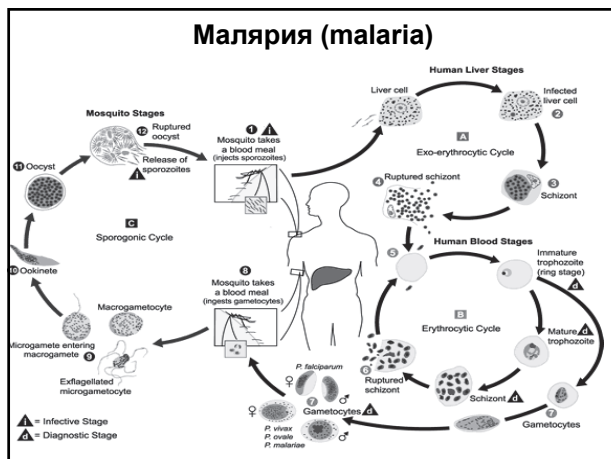 Малярия (malaria)
Human Liver Stages
Liver cell
Infected
liver cell
2
A
Exo-erythrocytic Cycle
3
Schizont
4
Ruptured schizont
Mosquito Stages
12
Ruptured
oocyst
11 Oocyst
Release of
sporozoites
i
1
i
Mosquito takes
a blood meal
(injects sporozoites)
C
Sporogonic Cycle
10 Ookinete
Macrogametocyte
Microgamete entering
macrogamete 9
Exflagellated
microgametocyte
8
Mosquito takes
a blood meal
(ingests gametocytes)
Human Blood Stages
5
Immature
trophozoite
(ring stage)
d
B
Erythrocytic Cycle
Mature
trophozoite
d
6
Ruptured
schizont
Schizont
d
7
Gametocytes
P. falciparum
♀
♂
7
Gametocytes
d
♀
♂
P. vivax
P. ovale
P. malariae
i = Infective Stage
d = Diagnostic Stage